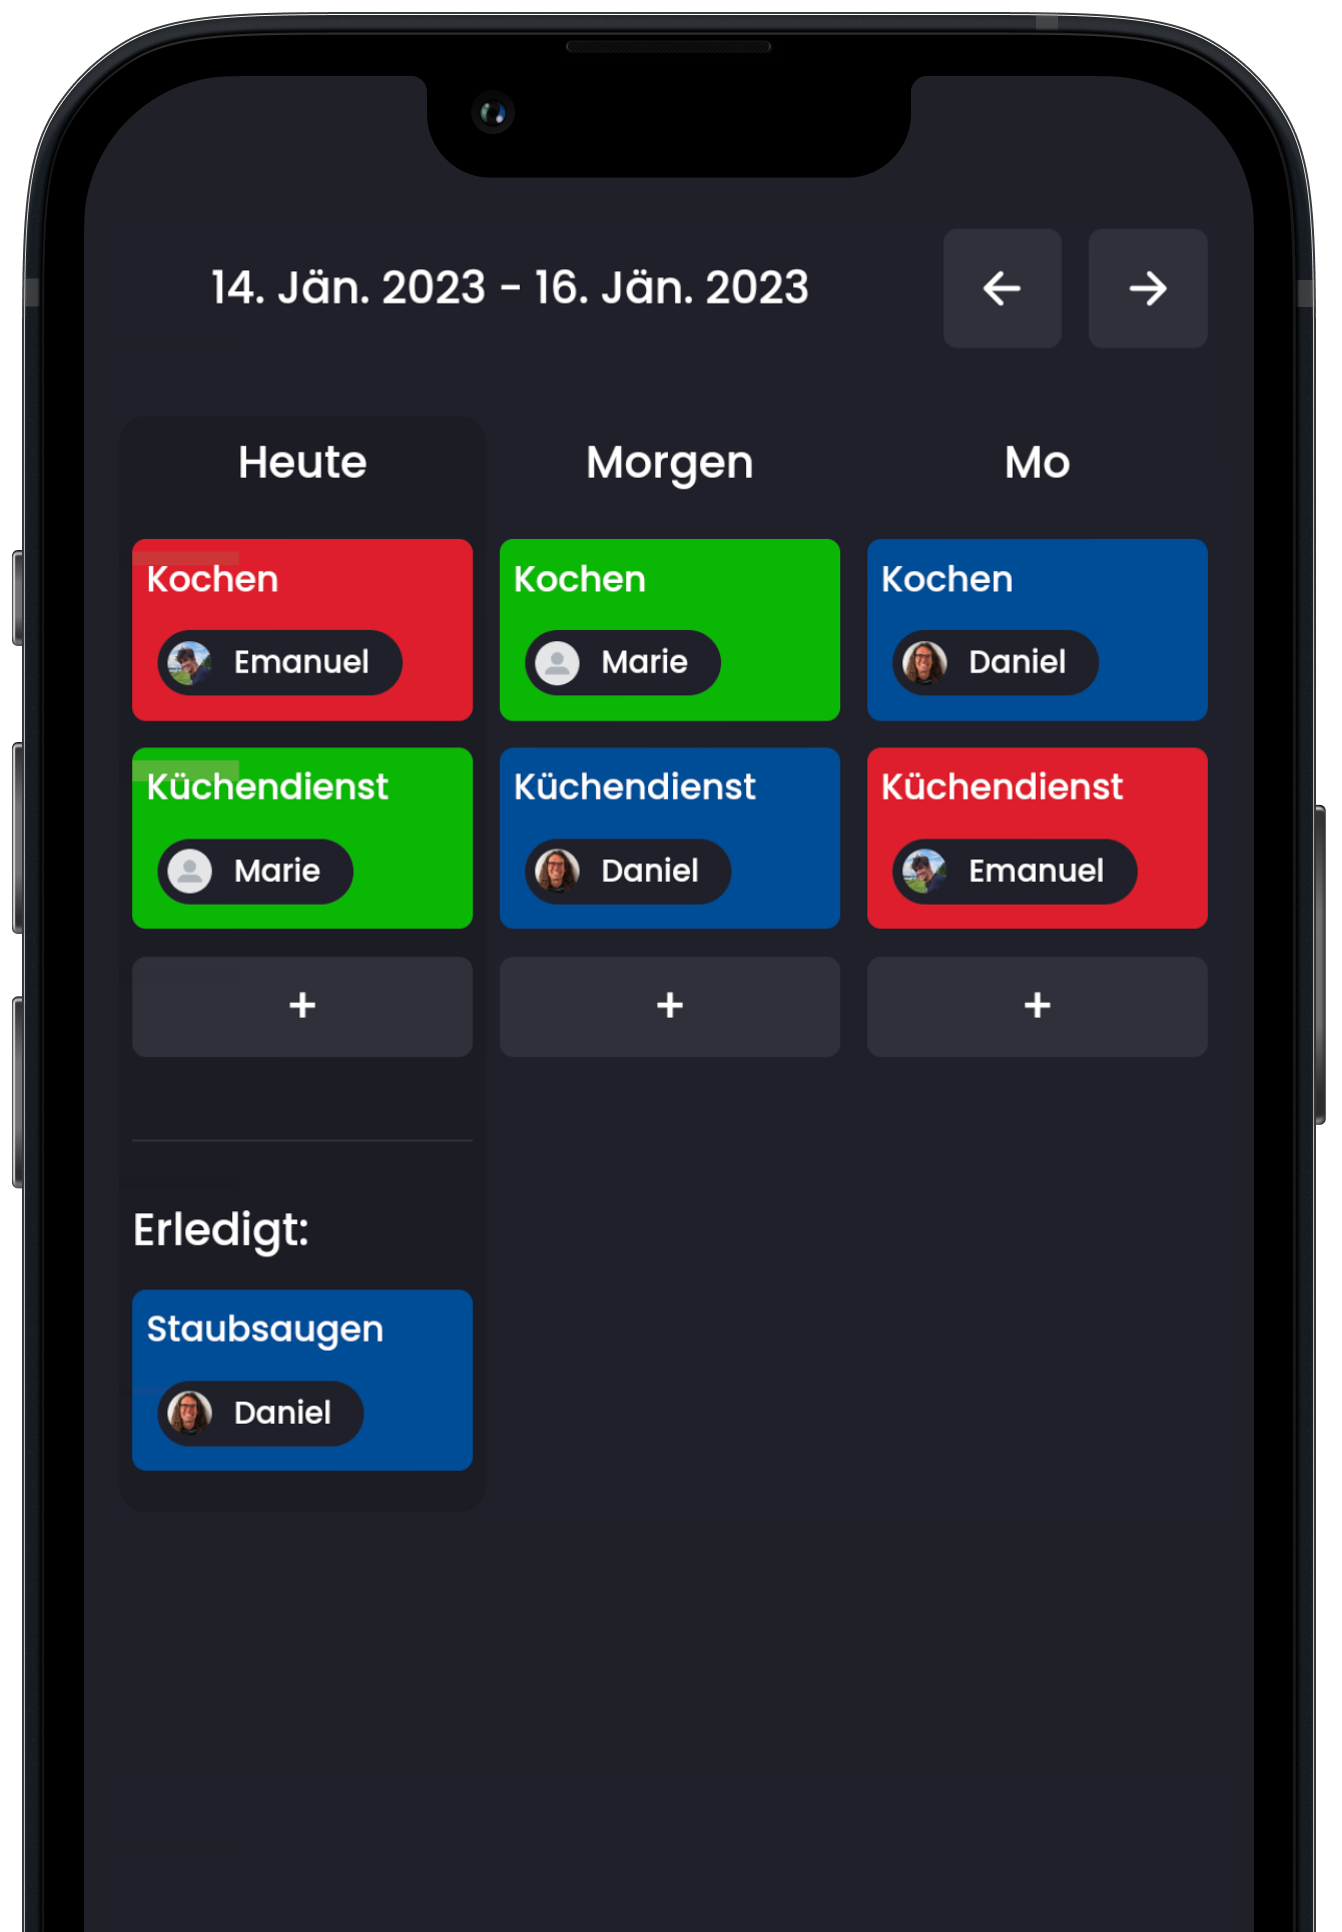 14. Jän. 2023 - 16. Jän. 2023
Heute
Kochen
Emanuel
Küchendienst
Marie
+
Erledigt:
Staubsaugen
Daniel
Morgen
Kochen
Marie
Küchendienst
Daniel
+
Mo
Kochen
Daniel
Küchendienst
Emanuel
+